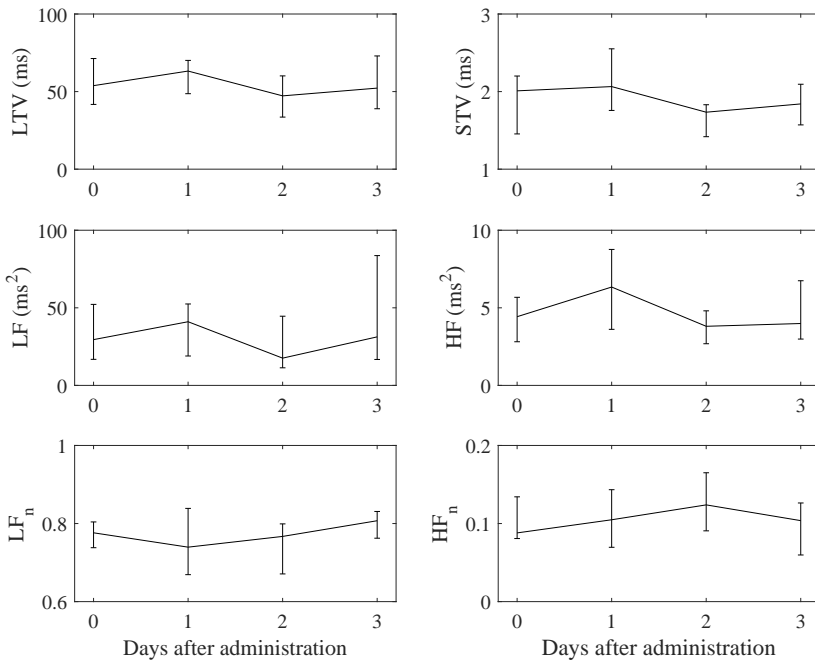 100
50
0
LTV (ms)
0 1 2 3
3
2
1
STV (ms)
0 1 2 3
100
50
0
LF (ms²)
0 1 2 3
10
5
0
HF (ms²)
0 1 2 3
1
0.8
0.6
LFₙ
0 1 2 3
Days after administration
0.2
0.1
0
HFₙ
0 1 2 3
Days after administration